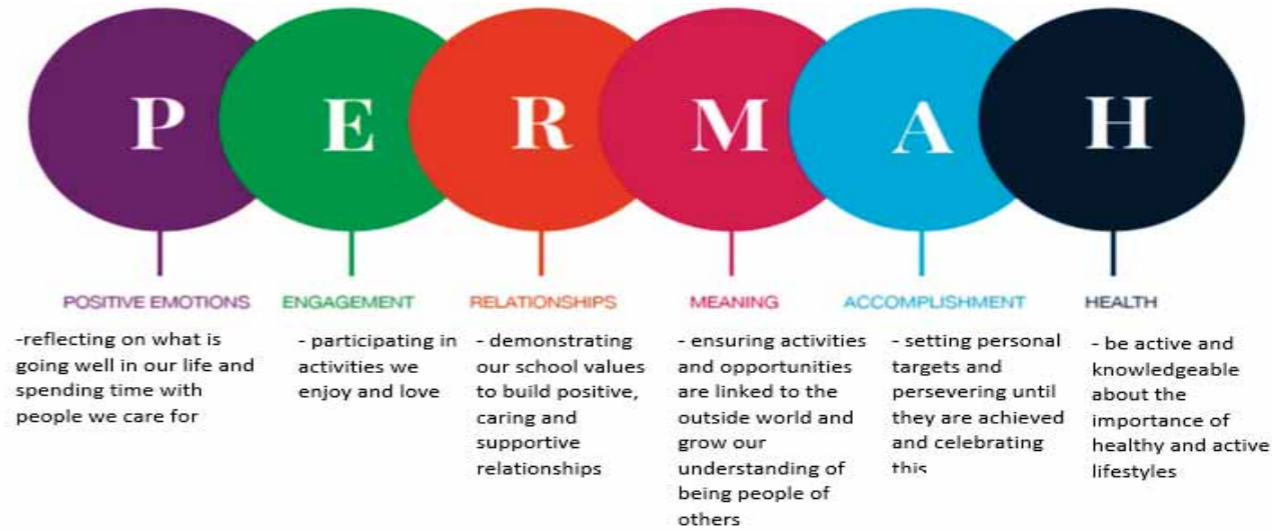 P
E
R
M
A
H
POSITIVE EMOTIONS
-reflecting on what is
going well in our life and
spending time with
people we care for
ENGAGEMENT
- participating in
activities we
enjoy and love
RELATIONSHIPS
- demonstrating
our school values
to build positive,
caring and
supportive
relationships
MEANING
- ensuring activities
and opportunities
are linked to the
outside world and
grow our
understanding of
being people of
others
ACCOMPLISHMENT
- setting personal
targets and
persevering until
they are achieved
and celebrating
this
HEALTH
- be active and
knowledgeable
about the
importance of
healthy and active
lifestyles